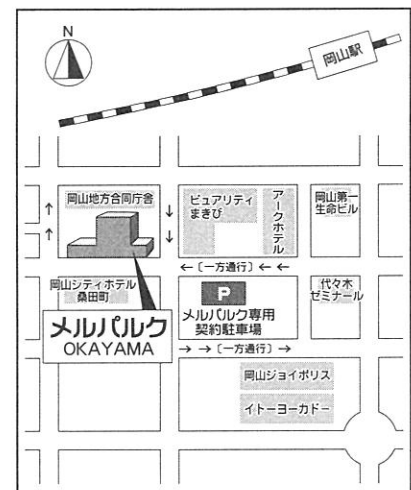 N
岡山駅
岡山地方合同庁舎
ピュアリティ
まきび
アークホテル
岡山第一
生命ビル
↑
↑
↓
↓
←〔一方通行〕← ←
岡山シティホテル
桑田町
P
メルパルク専用
契約駐車場
代々木
ゼミナール
メルパルク
OKAYAMA
→ →〔一方通行〕→
岡山ジョイポリス
イトーヨーカドー